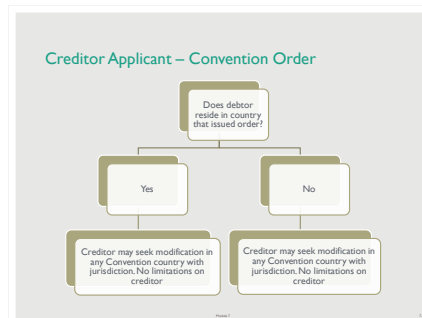 Creditor Applicant – Convention Order
Does debtor
reside in country
that issued order?
Yes
No
Creditor may seek modification in
any Convention country with
jurisdiction. No limitations on
creditor
Creditor may seek modification in
any Convention country with
jurisdiction. No limitations on
creditor